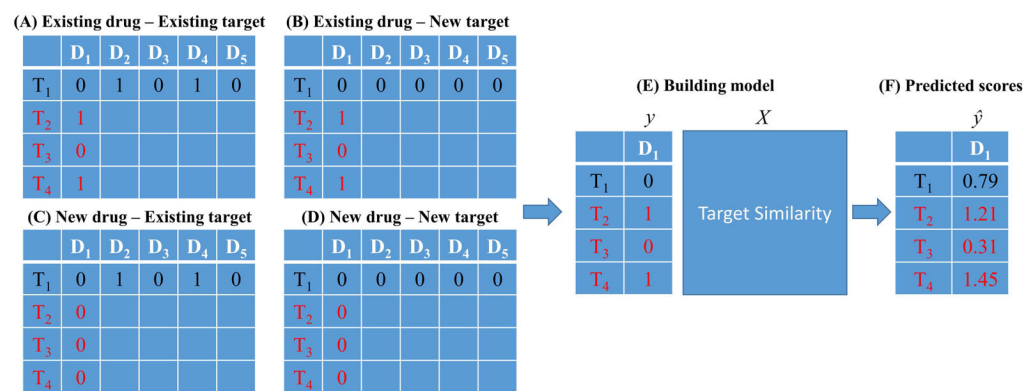 (A) Existing drug – Existing target
D1 D2 D3 D4 D5
T1 0 1 0 1 0
T2 1
T3 0
T4 1
(B) Existing drug – New target
D1 D2 D3 D4 D5
T1 0 0 0 0 0
T2 1
T3 0
T4 1
(C) New drug – Existing target
D1 D2 D3 D4 D5
T1 0 1 0 1 0
T2 0
T3 0
T4 0
(D) New drug – New target
D1 D2 D3 D4 D5
T1 0 0 0 0 0
T2 0
T3 0
T4 0
(E) Building model
y X
D1
T1 0
T2 1
T3 0
T4 1
Target Similarity
(F) Predicted scores
ŷ
D1
T1 0.79
T2 1.21
T3 0.31
T4 1.45